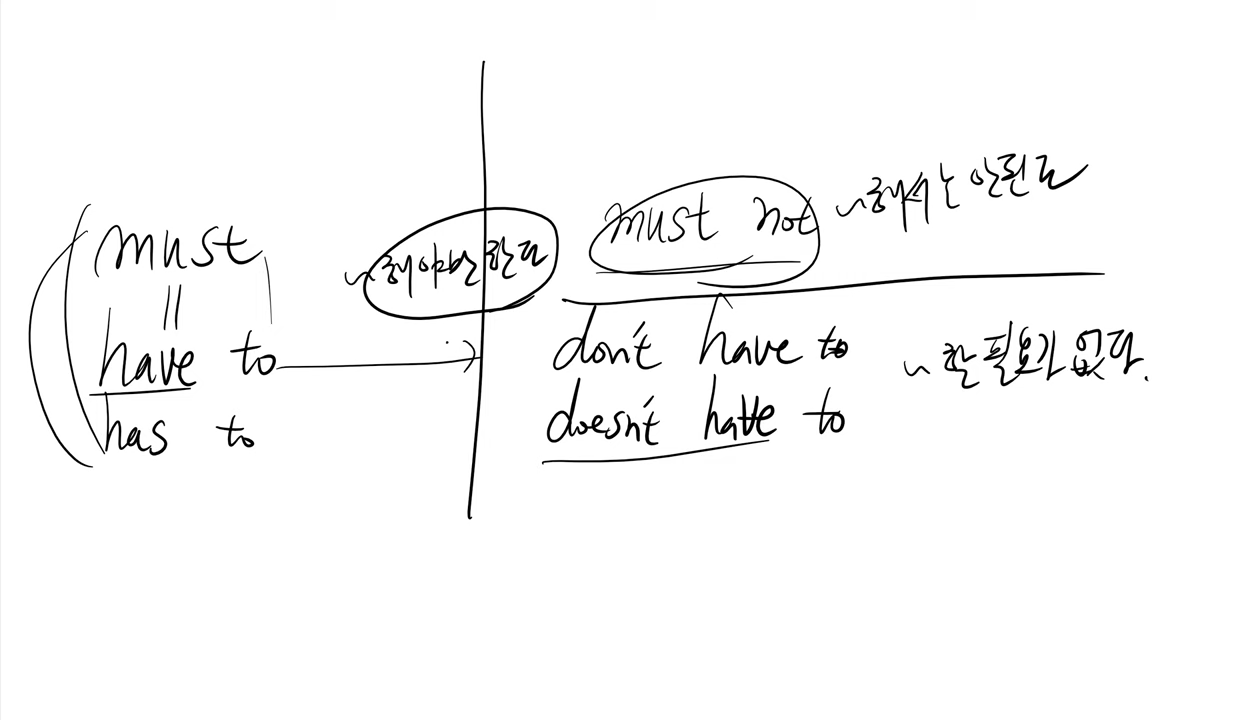 must
||
have to
has to
~해야만 한다
must not ~해서는 안된다
don't have to ~할 필요가 없다.
doesn't have to